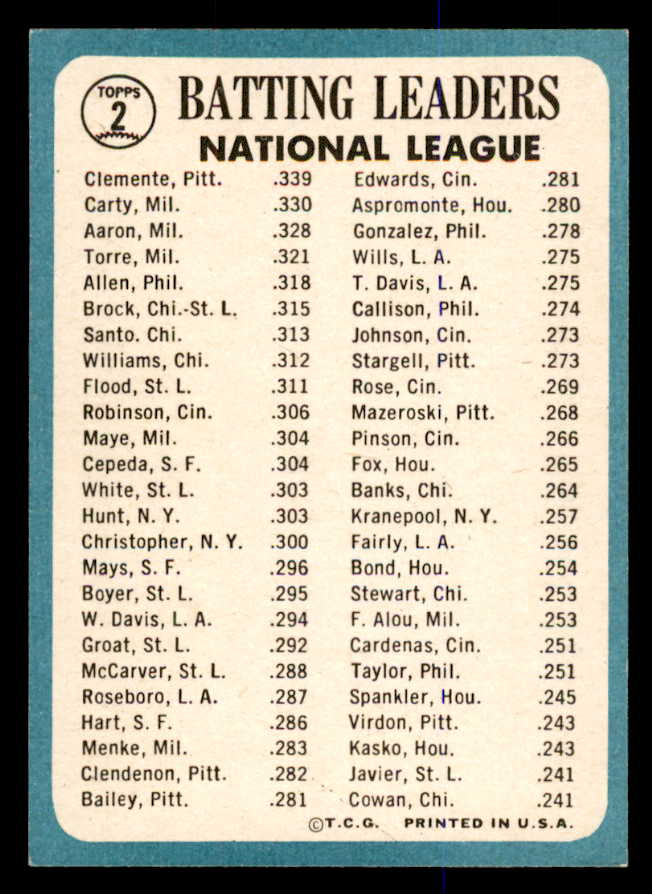 TOPPS
2
BATTING LEADERS
NATIONAL LEAGUE
Clemente, Pitt. .339
Carty, Mil. .330
Aaron, Mil. .328
Torre, Mil. .321
Allen, Phil. .318
Brock, Chi.-St. L. .315
Santo. Chi. .313
Williams, Chi. .312
Flood, St. L. .311
Robinson, Cin. .306
Maye, Mil. .304
Cepeda, S. F. .304
White, St. L. .303
Hunt, N. Y. .303
Christopher, N. Y. .300
Mays, S. F. .296
Boyer, St. L. .295
W. Davis, L. A. .294
Groat, St. L. .292
McCarver, St. L. .288
Roseboro, L. A. .287
Hart, S. F. .286
Menke, Mil. .283
Clendenon, Pitt. .282
Bailey, Pitt. .281
Edwards, Cin. .281
Aspromonte, Hou. .280
Gonzalez, Phil. .278
Wills, L. A. .275
T. Davis, L. A. .275
Callison, Phil. .274
Johnson, Cin. .273
Stargell, Pitt. .273
Rose, Cin. .269
Mazeroski, Pitt. .268
Pinson, Cin. .266
Fox, Hou. .265
Banks, Chi. .264
Kranepool, N. Y. .257
Fairly, L. A. .256
Bond, Hou. .254
Stewart, Chi. .253
F. Alou, Mil. .253
Cardenas, Cin. .251
Taylor, Phil. .251
Spankler, Hou. .245
Virdon, Pitt. .243
Kasko, Hou. .243
Javier, St. L. .241
Cowan, Chi. .241
©T.C.G. PRINTED IN U.S.A.